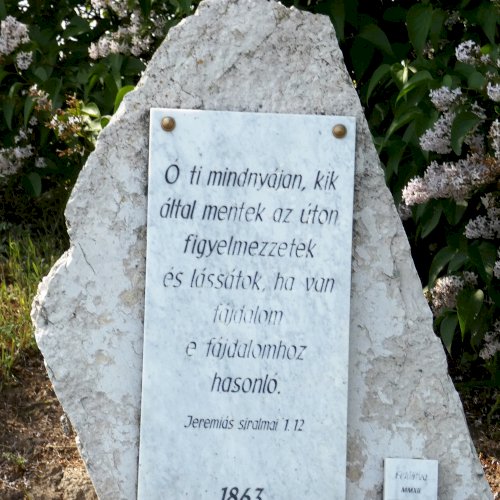 Ó ti mindnyájan, kik
által mentek az úton
figyelmezzetek
és lássátok, ha van
fájdalom
e fájdalomhoz
hasonló.
Jeremiás siralmai 1.12
1863
Felújítva